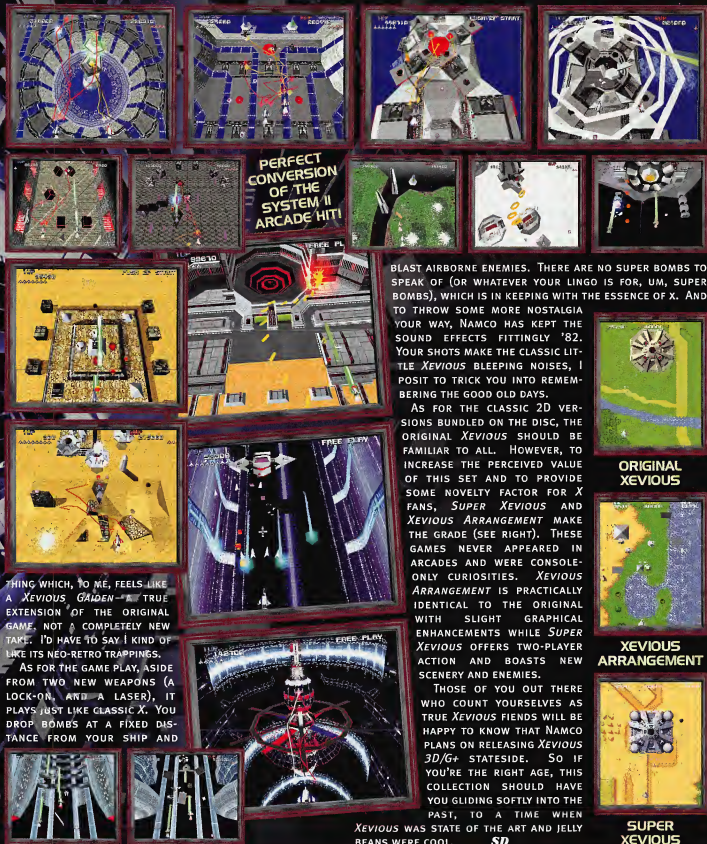 PERFECT
CONVERSION
OF THE
SYSTEM II
ARCADE HIT!
THING WHICH, TO ME, FEELS LIKE
A XEVIOUS GAIDEN—A TRUE
EXTENSION OF THE ORIGINAL
GAME, NOT A COMPLETELY NEW
TAKE. I'D HAVE TO SAY I KIND OF
LIKE ITS NEO-RETRO TRAPPINGS.
AS FOR THE GAME PLAY, ASIDE
FROM TWO NEW WEAPONS (A
LOCK-ON, AND A LASER), IT
PLAYS JUST LIKE CLASSIC X. YOU
DROP BOMBS AT A FIXED DIS-
TANCE FROM YOUR SHIP AND
BLAST AIRBORNE ENEMIES. THERE ARE NO SUPER BOMBS TO
SPEAK OF (OR WHATEVER YOUR LINGO IS FOR, UM, SUPER
BOMBS), WHICH IS IN KEEPING WITH THE ESSENCE OF X. AND
TO THROW SOME MORE NOSTALGIA
YOUR WAY, NAMCO HAS KEPT THE
SOUND EFFECTS FITTINGLY '82.
YOUR SHOTS MAKE THE CLASSIC LIT-
TLE XEVIOUS BLEEPING NOISES, I
POSIT TO TRICK YOU INTO REMEM-
BERING THE GOOD OLD DAYS.
AS FOR THE CLASSIC 2D VER-
SIONS BUNDLED ON THE DISC, THE
ORIGINAL XEVIOUS SHOULD BE
FAMILIAR TO ALL. HOWEVER, TO
INCREASE THE PERCEIVED VALUE
OF THIS SET AND TO PROVIDE
SOME NOVELTY FACTOR FOR X
FANS, SUPER XEVIOUS AND
XEVIOUS ARRANGEMENT MAKE
THE GRADE (SEE RIGHT). THESE
GAMES NEVER APPEARED IN
ARCADES AND WERE CONSOLE-
ONLY CURIOSITIES. XEVIOUS
ARRANGEMENT IS PRACTICALLY
IDENTICAL TO THE ORIGINAL
WITH SLIGHT GRAPHICAL
ENHANCEMENTS WHILE SUPER
XEVIOUS OFFERS TWO-PLAYER
ACTION AND BOASTS NEW
SCENERY AND ENEMIES.
THOSE OF YOU OUT THERE
WHO COUNT YOURSELVES AS
TRUE XEVIOUS FIENDS WILL BE
HAPPY TO KNOW THAT NAMCO
PLANS ON RELEASING XEVIOUS
3D/G+ STATESIDE. SO IF
YOU'RE THE RIGHT AGE, THIS
COLLECTION SHOULD HAVE
YOU GLIDING SOFTLY INTO THE
PAST, TO A TIME WHEN
XEVIOUS WAS STATE OF THE ART AND JELLY
BEANS WERE COOL. SD
ORIGINAL
XEVIOUS
XEVIOUS
ARRANGEMENT
SUPER
XEVIOUS
FREE PLAY
FREE PLAY